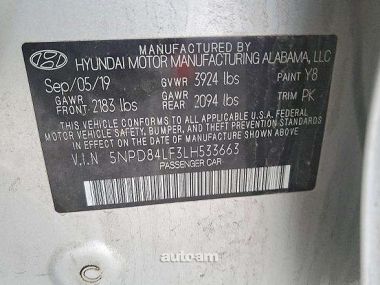 MANUFACTURED BY
HYUNDAI MOTOR MANUFACTURING ALABAMA, LLC
Sep/05/19 GVWR 3924 lbs PAINT Y8
GAWR FRONT 2183 lbs GAWR REAR 2094 lbs TRIM PK
THIS VEHICLE CONFORMS TO ALL APPLICABLE U.S.A. FEDERAL
MOTOR VEHICLE SAFETY, BUMPER, AND THEFT PREVENTION
STANDARDS IN EFFECT ON THE DATE OF MANUFACTURE SHOWN ABOVE.
V.I.N 5NPD84LF3LH533663
PASSENGER CAR
auto.am